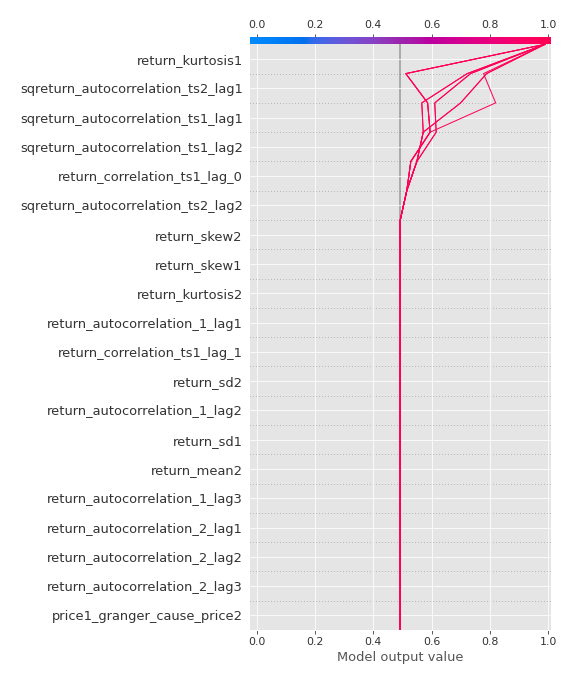 0.0 0.2 0.4 0.6 0.8 1.0
return_kurtosis1
sqreturn_autocorrelation_ts2_lag1
sqreturn_autocorrelation_ts1_lag1
sqreturn_autocorrelation_ts1_lag2
return_correlation_ts1_lag_0
sqreturn_autocorrelation_ts2_lag2
return_skew2
return_skew1
return_kurtosis2
return_autocorrelation_1_lag1
return_correlation_ts1_lag_1
return_sd2
return_autocorrelation_1_lag2
return_sd1
return_mean2
return_autocorrelation_1_lag3
return_autocorrelation_2_lag1
return_autocorrelation_2_lag2
return_autocorrelation_2_lag3
price1_granger_cause_price2
0.0 0.2 0.4 0.6 0.8 1.0
Model output value